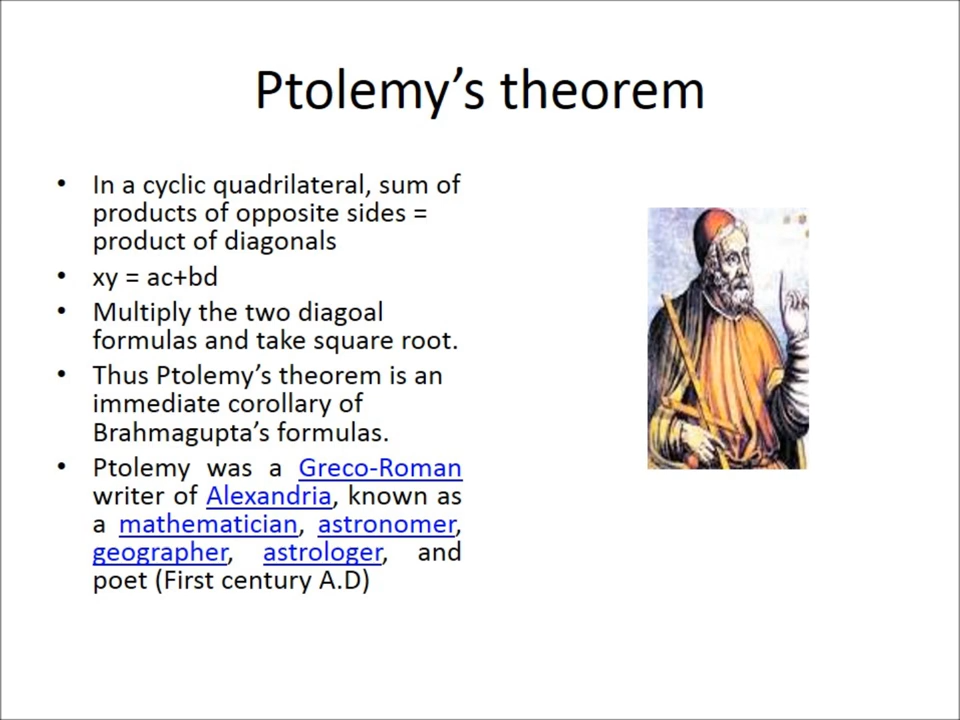 Ptolemy’s theorem
• In a cyclic quadrilateral, sum of
products of opposite sides =
product of diagonals
• xy = ac+bd
• Multiply the two diagoal
formulas and take square root.
• Thus Ptolemy’s theorem is an
immediate corollary of
Brahmagupta’s formulas.
• Ptolemy was a Greco-Roman
writer of Alexandria, known as
a mathematician, astronomer,
geographer, astrologer, and
poet (First century A.D)